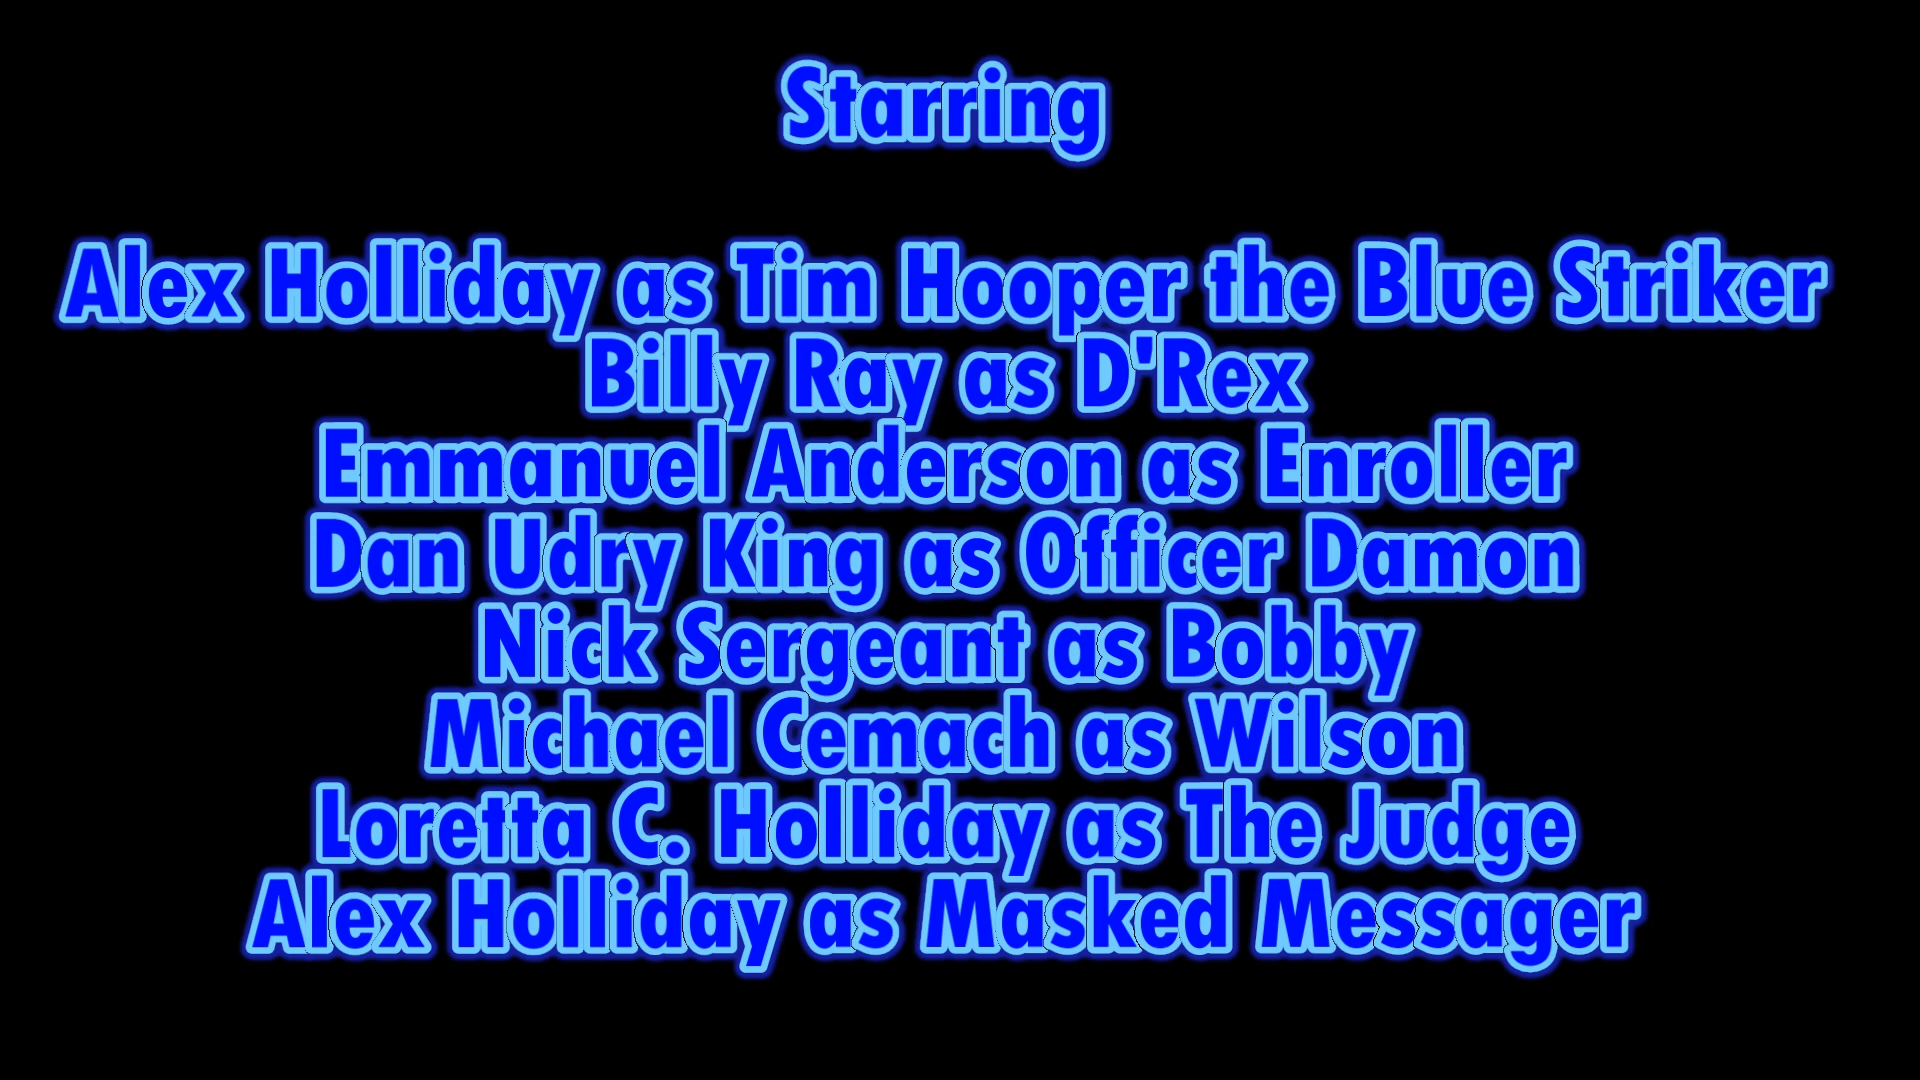 Starring
Alex Holliday as Tim Hooper the Blue Striker
Billy Ray as D'Rex
Emmanuel Anderson as Enroller
Dan Udry King as Officer Damon
Nick Sergeant as Bobby
Michael Cemach as Wilson
Loretta C. Holliday as The Judge
Alex Holliday as Masked Messager